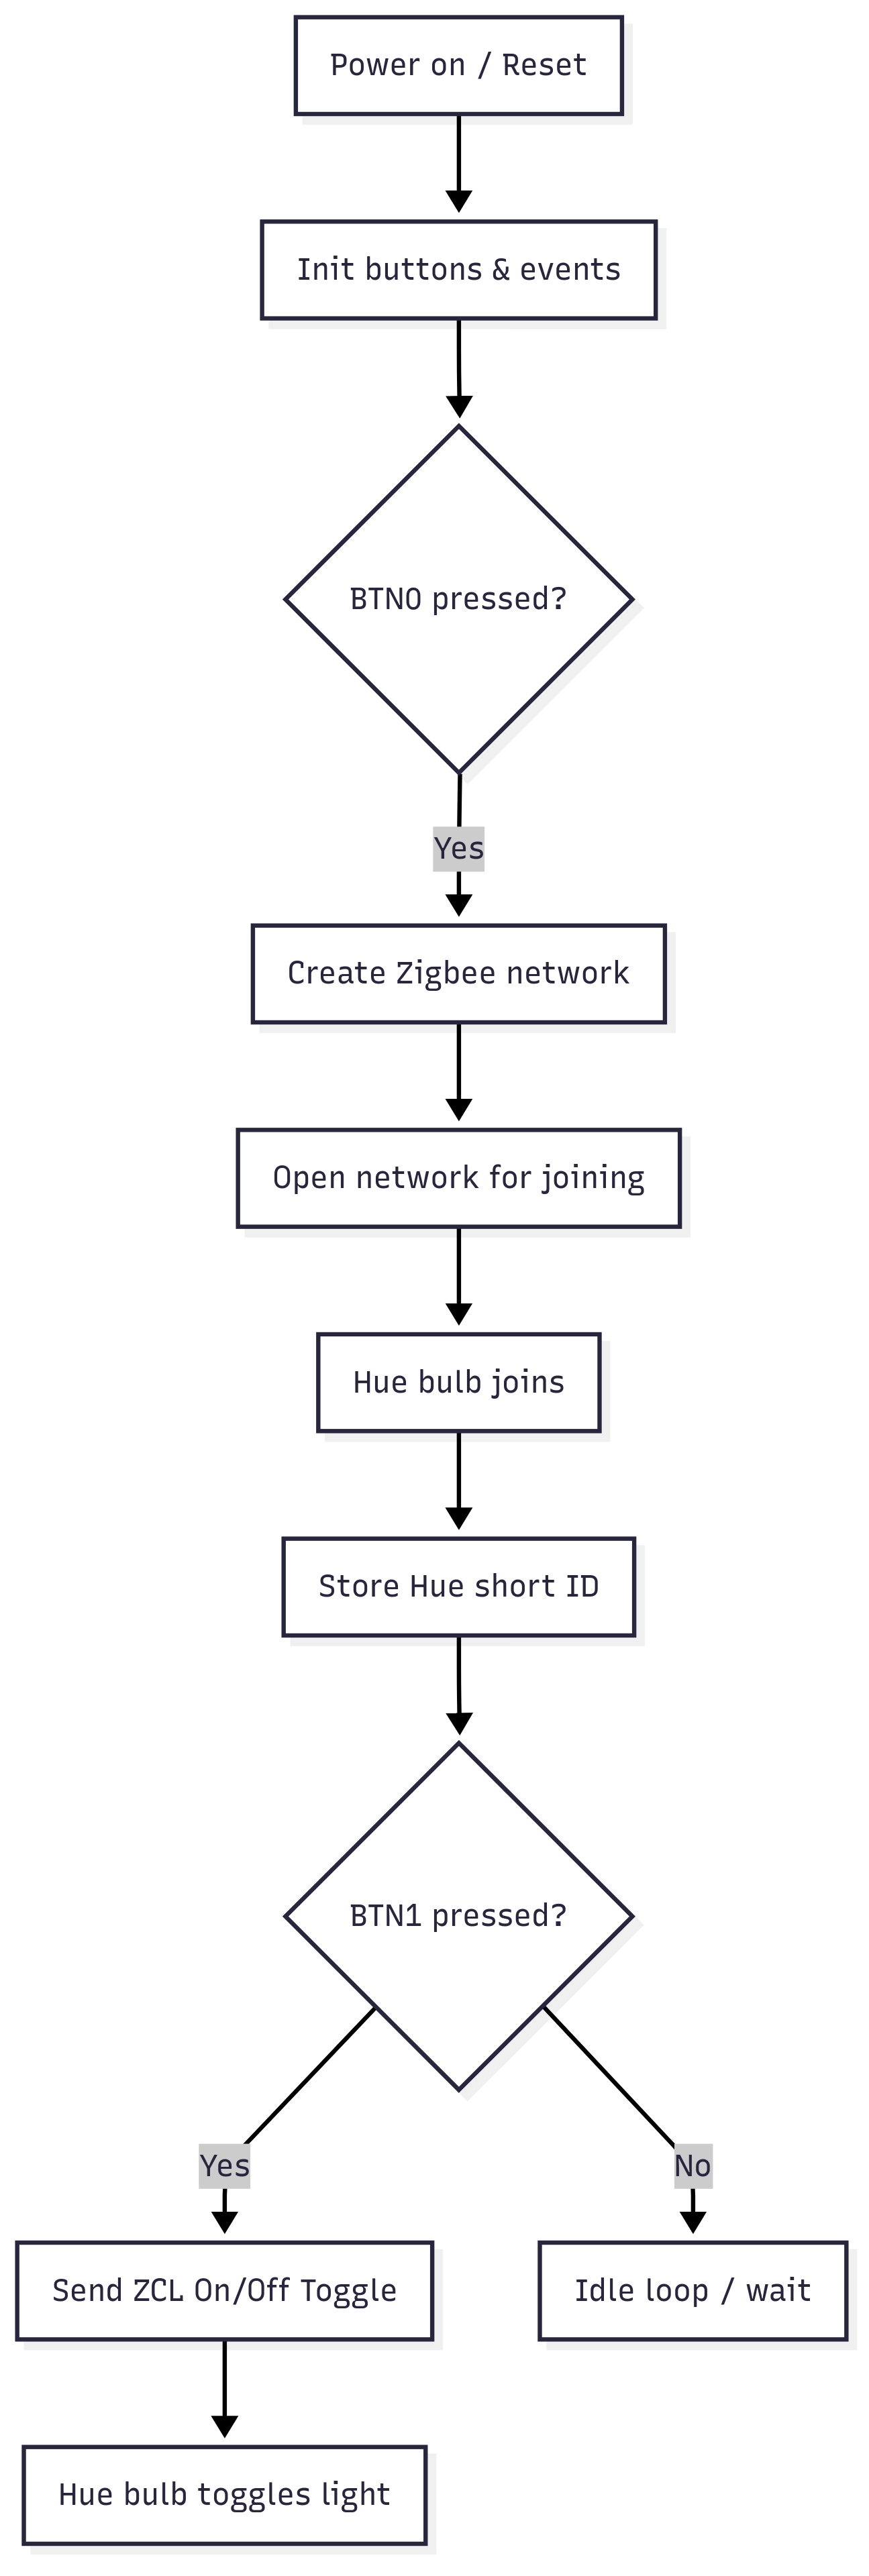 Power on / Reset
Init buttons & events
BTN0 pressed?
Yes
Create Zigbee network
Open network for joining
Hue bulb joins
Store Hue short ID
BTN1 pressed?
Yes
No
Send ZCL On/Off Toggle
Idle loop / wait
Hue bulb toggles light